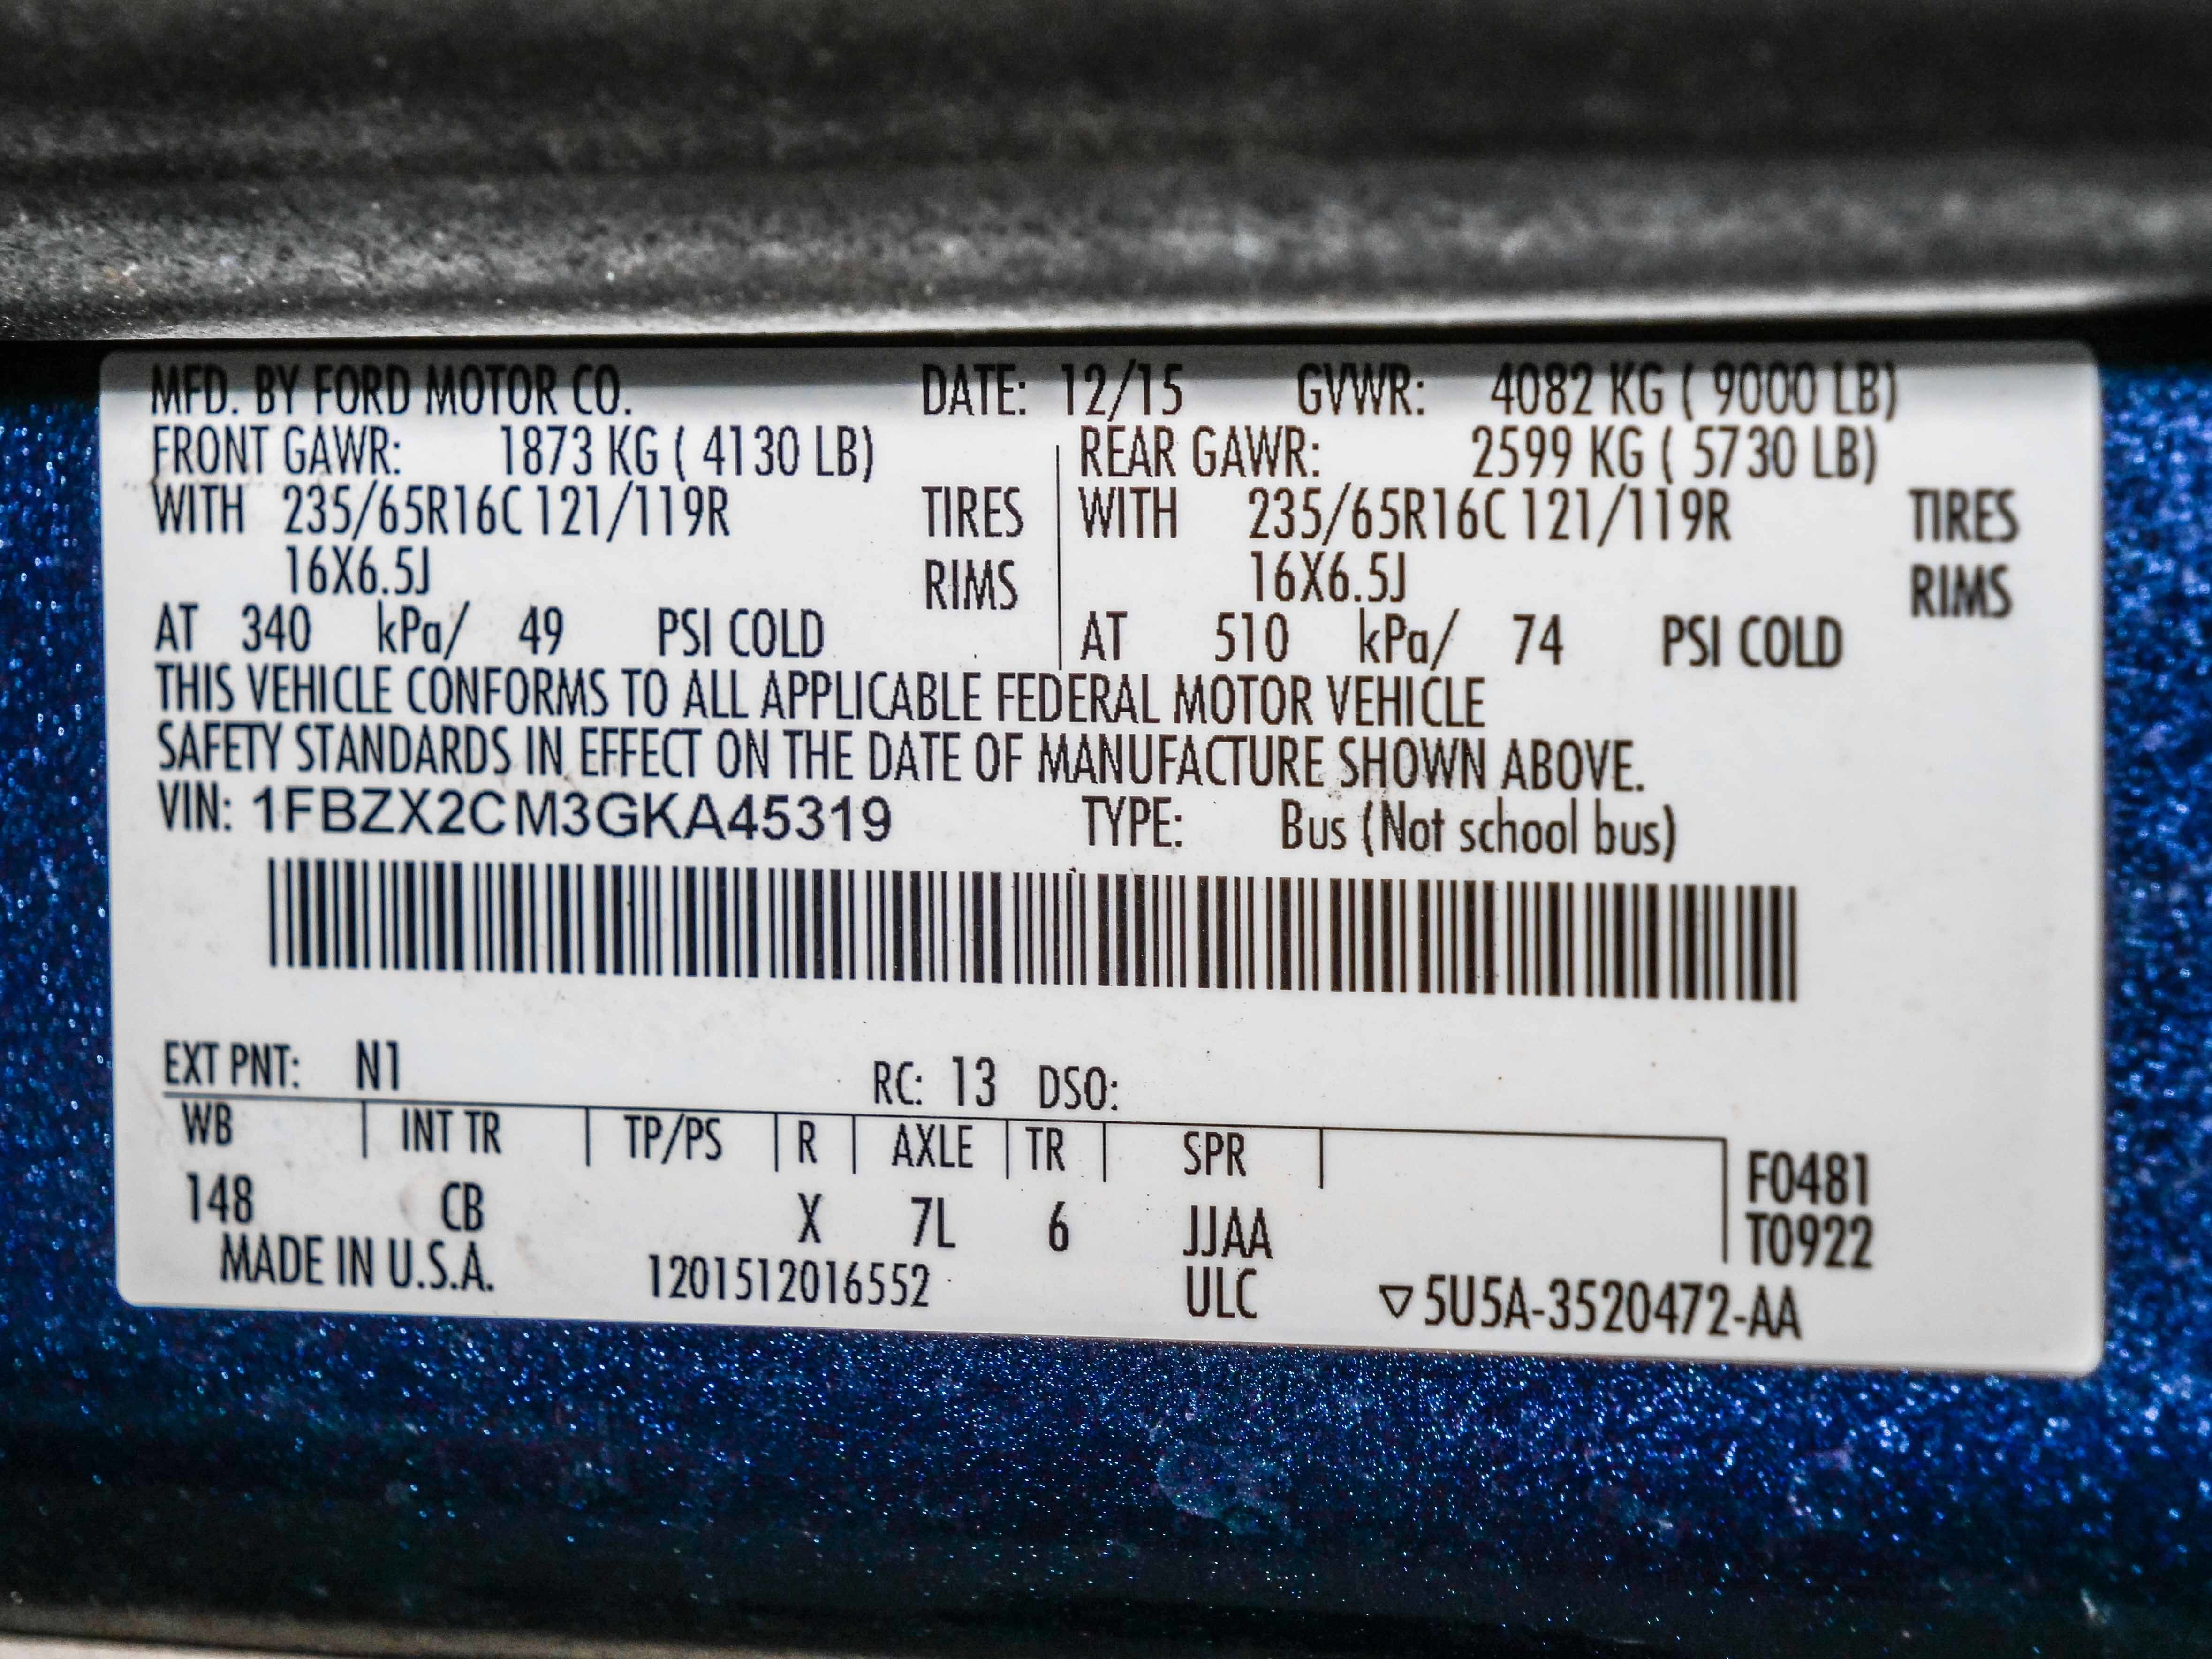 MFD. BY FORD MOTOR CO. DATE: 12/15 GVWR: 4082 KG ( 9000 LB)
FRONT GAWR: 1873 KG ( 4130 LB) REAR GAWR: 2599 KG ( 5730 LB)
WITH 235/65R16C 121/119R TIRES WITH 235/65R16C 121/119R TIRES
16X6.5J RIMS 16X6.5J RIMS
AT 340 kPa/ 49 PSI COLD AT 510 kPa/ 74 PSI COLD
THIS VEHICLE CONFORMS TO ALL APPLICABLE FEDERAL MOTOR VEHICLE
SAFETY STANDARDS IN EFFECT ON THE DATE OF MANUFACTURE SHOWN ABOVE.
VIN: 1FBZX2CM3GKA45319 TYPE: Bus (Not school bus)
EXT PNT: N1 RC: 13 DSO:
WB INT TR TP/PS R AXLE TR SPR F0481
148 CB X 7L 6 JJAA T0922
MADE IN U.S.A. 1201512016552 ULC ▽5U5A-3520472-AA